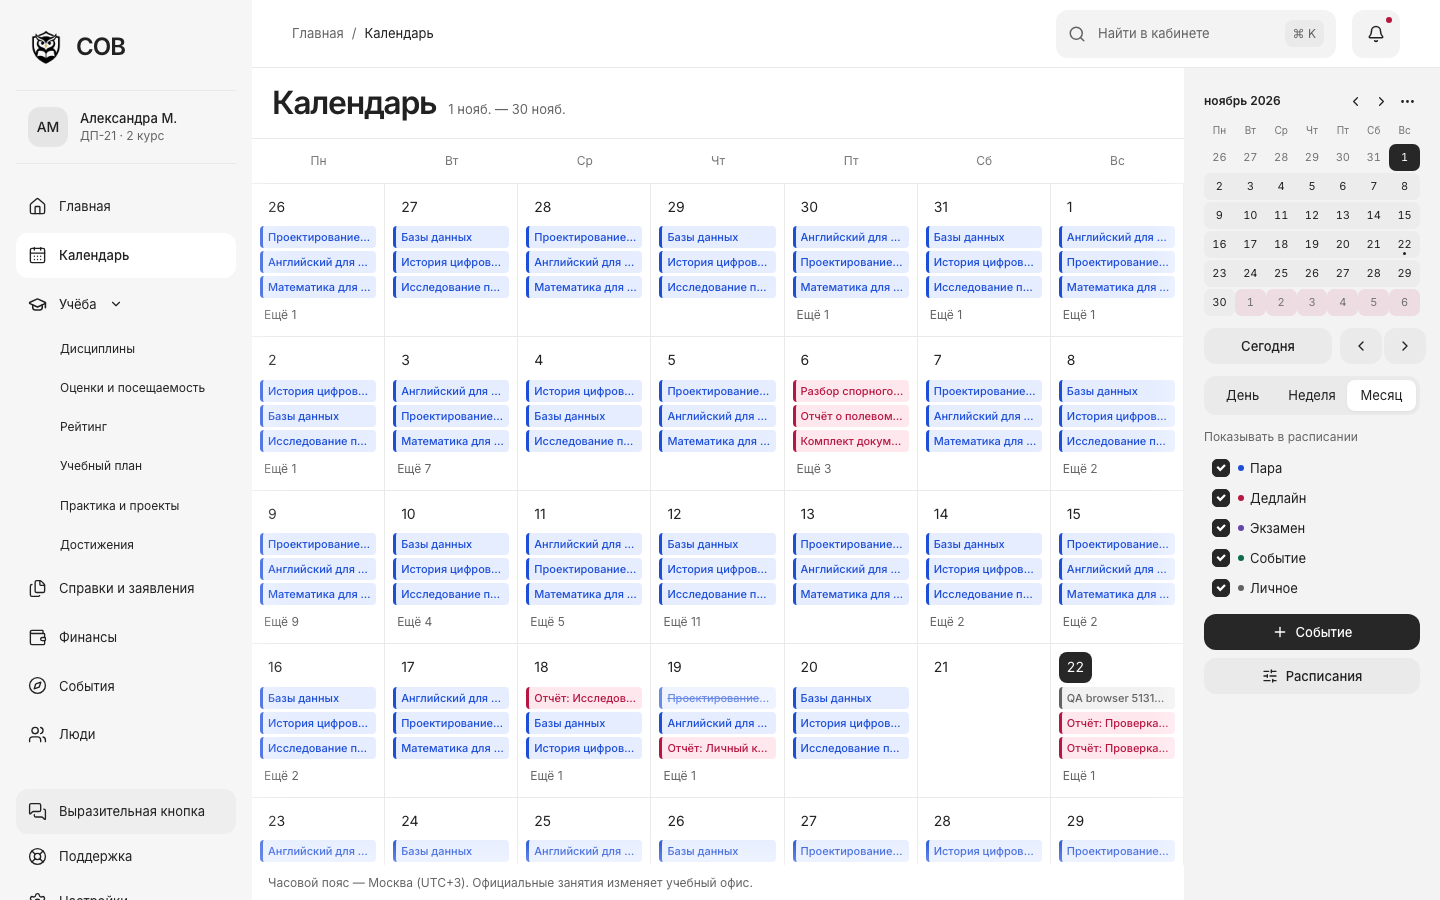 СОВ
Александра М.
АМ
ДП-21 · 2 курс
Главная
Календарь
Учёба
Дисциплины
Оценки и посещаемость
Рейтинг
Учебный план
Практика и проекты
Достижения
Справки и заявления
Финансы
События
Люди
Выразительная кнопка
Поддержка
Главная / Календарь
Найти в кабинете ⌘ K
Календарь 1 нояб. — 30 нояб.
Пн Вт Ср Чт Пт Сб Вс
26 27 28 29 30 31 1
Проектирование... Базы данных Проектирование... Базы данных Английский для ... Базы данных Английский для ...
Английский для ... История цифров... Английский для ... История цифров... Проектирование... История цифров... Проектирование...
Математика для ... Исследование п... Математика для ... Исследование п... Математика для ... Исследование п... Математика для ...
Ещё 1 Ещё 1 Ещё 1 Ещё 1
2 3 4 5 6 7 8
История цифров... Английский для ... История цифров... Проектирование... Разбор спорного... Проектирование... Базы данных
Базы данных Проектирование... Базы данных Английский для ... Отчёт о полевом... Английский для ... История цифров...
Исследование п... Математика для ... Исследование п... Математика для ... Комплект докум... Математика для ... Исследование п...
Ещё 1 Ещё 7 Ещё 3 Ещё 2
9 10 11 12 13 14 15
Проектирование... Базы данных Английский для ... Базы данных Проектирование... Базы данных Проектирование...
Английский для ... История цифров... Проектирование... История цифров... Английский для ... История цифров... Английский для ...
Математика для ... Исследование п... Математика для ... Исследование п... Математика для ... Исследование п... Математика для ...
Ещё 9 Ещё 4 Ещё 5 Ещё 11 Ещё 2 Ещё 2
16 17 18 19 20 21 22
Базы данных Английский для ... Отчёт: Исследов... Проектирование... Базы данных QA browser 5131...
История цифров... Проектирование... Базы данных Английский для ... История цифров... Отчёт: Проверка...
Исследование п... Математика для ... История цифров... Отчёт: Личный к... Исследование п... Отчёт: Проверка...
Ещё 2 Ещё 1 Ещё 1 Ещё 1
23 24 25 26 27 28 29
Английский для ... Базы данных Английский для ... Базы данных Проектирование... История цифров... Проектирование...
Часовой пояс — Москва (UTC+3). Официальные занятия изменяет учебный офис.
ноябрь 2026
Пн Вт Ср Чт Пт Сб Вс
26 27 28 29 30 31 1
2 3 4 5 6 7 8
9 10 11 12 13 14 15
16 17 18 19 20 21 22
23 24 25 26 27 28 29
30 1 2 3 4 5 6
Сегодня
День Неделя Месяц
Показывать в расписании
Пара
Дедлайн
Экзамен
Событие
Личное
Событие
Расписания